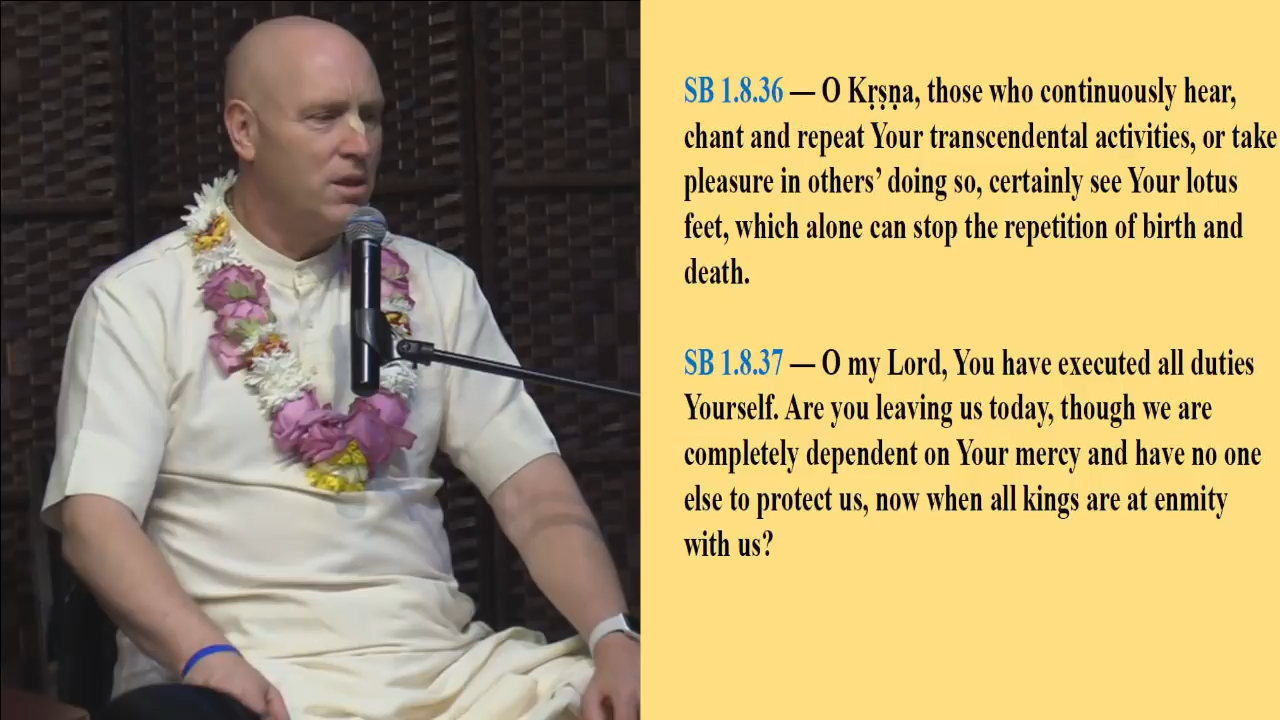 SB 1.8.36 — O Kṛṣṇa, those who continuously hear,
chant and repeat Your transcendental activities, or take
pleasure in others’ doing so, certainly see Your lotus
feet, which alone can stop the repetition of birth and
death.
SB 1.8.37 — O my Lord, You have executed all duties
Yourself. Are you leaving us today, though we are
completely dependent on Your mercy and have no one
else to protect us, now when all kings are at enmity
with us?